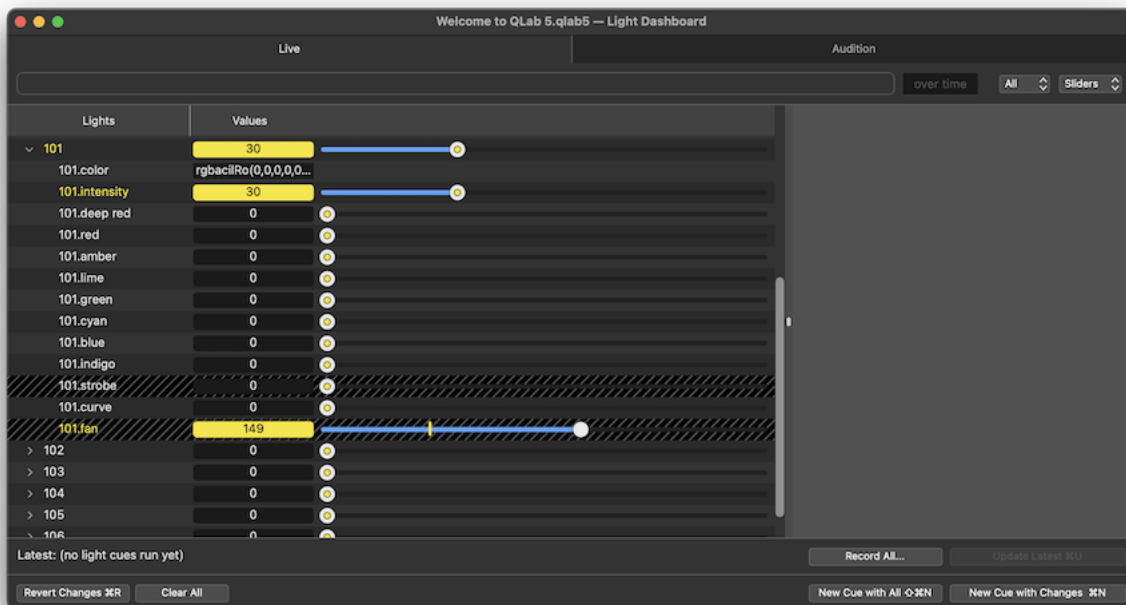 Welcome to QLab 5.qlab5 — Light Dashboard
Live Audition
over time All Sliders
Lights Values
101 30
101.color rgbacilRo(0,0,0,0,0...
101.intensity 30
101.deep red 0
101.red 0
101.amber 0
101.lime 0
101.green 0
101.cyan 0
101.blue 0
101.indigo 0
101.strobe 0
101.curve 0
101.fan 149
102 0
103 0
104 0
105 0
106 0
Latest: (no light cues run yet) Record All... Update Latest ⌘U
Revert Changes ⌘R Clear All New Cue with All ⇧⌘N New Cue with Changes ⌘N